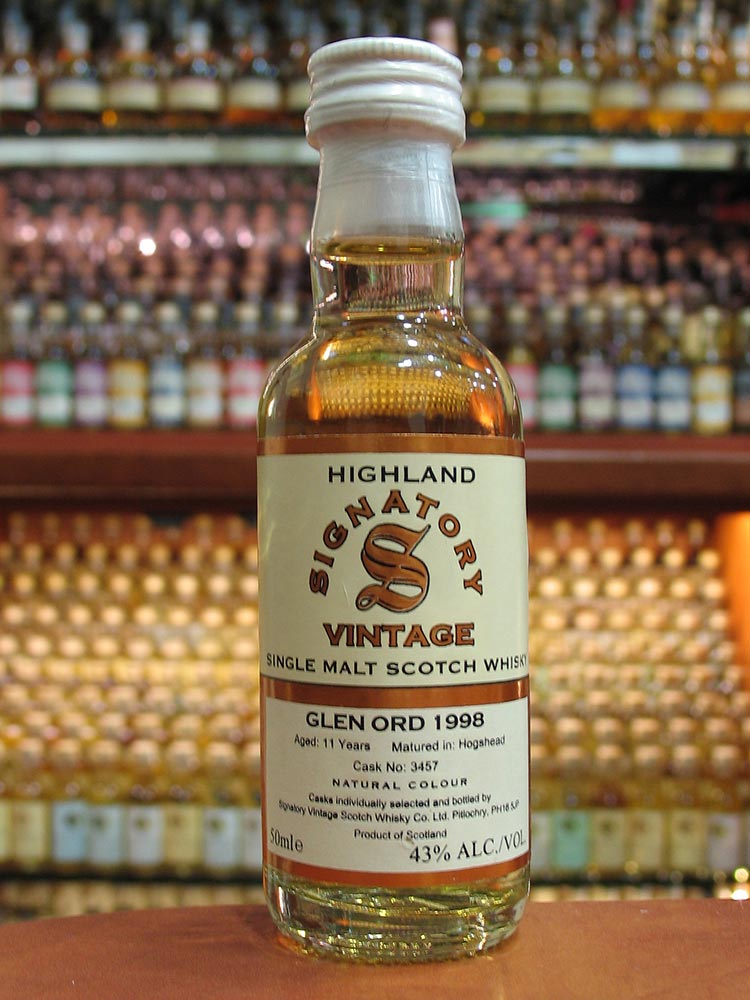 HIGHLAND
SIGNATORY
S
VINTAGE
SINGLE MALT SCOTCH WHISKY
GLEN ORD 1998
Aged: 11 Years Matured in: Hogshead
Cask No: 3457
NATURAL COLOUR
Casks individually selected and bottled by
Signatory Vintage Scotch Whisky Co. Ltd. Pitlochry, PH16 5JP
Product of Scotland
50ml e
43% ALC./VOL.